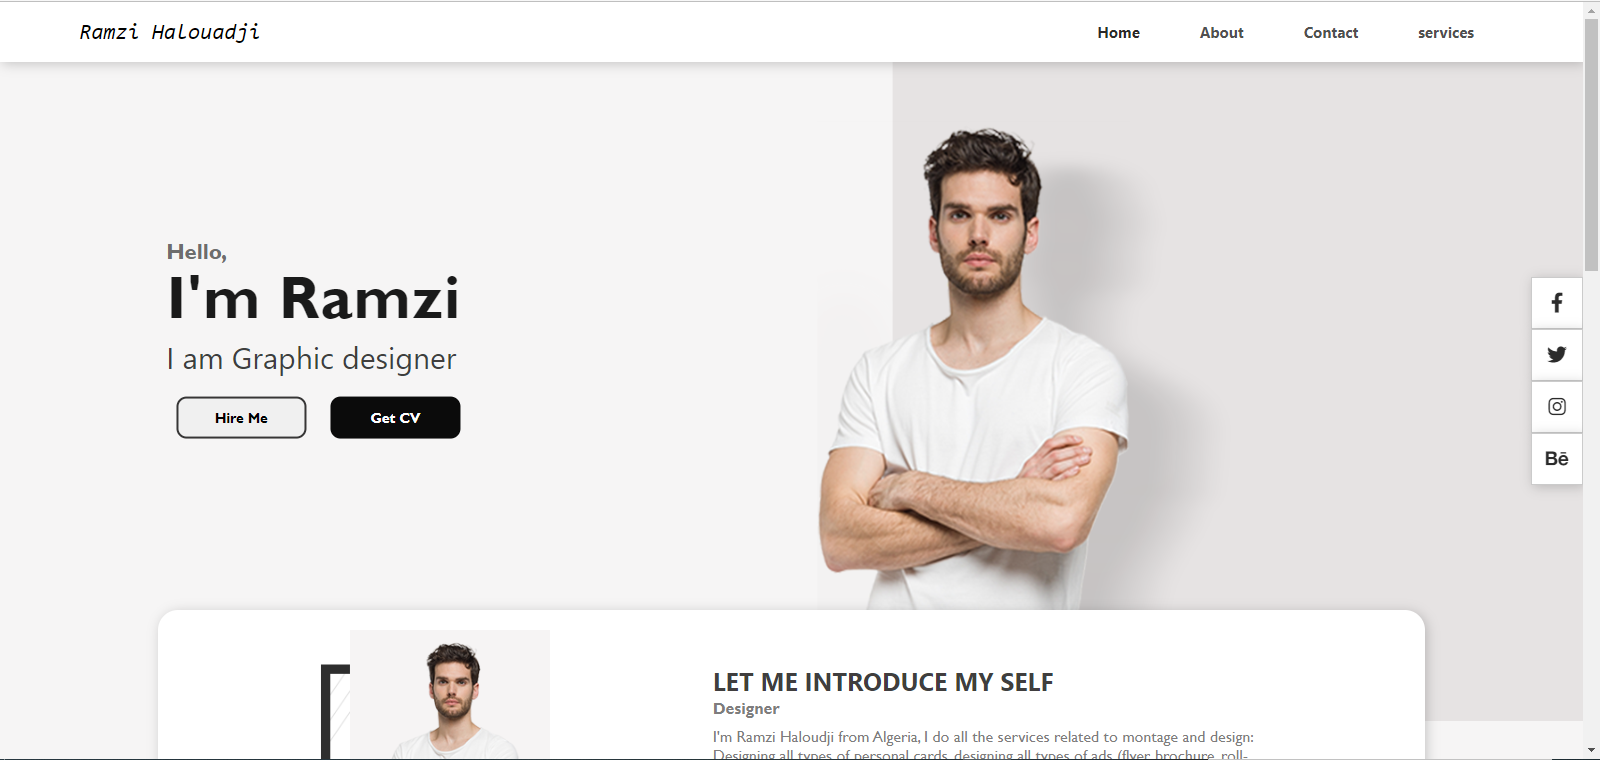 Ramzi Halouadji
Home About Contact services
Hello,
I'm Ramzi
I am Graphic designer
Hire Me Get CV
Bē
LET ME INTRODUCE MY SELF
Designer
I'm Ramzi Haloudji from Algeria, I do all the services related to montage and design:
Designing all types of personal cards, designing all types of ads (flyer, brochure, roll-